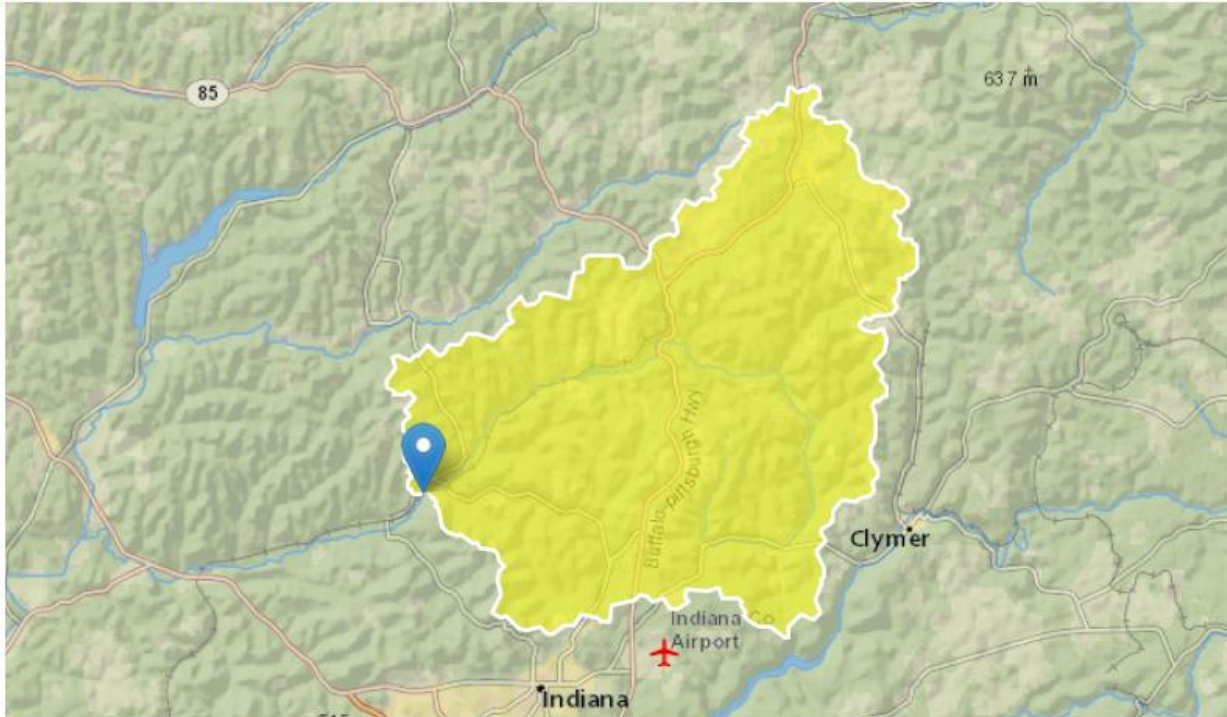 85
637 m
Buffalo-Pittsburgh Hwy
Clymer
Indiana Co
Airport
Indiana